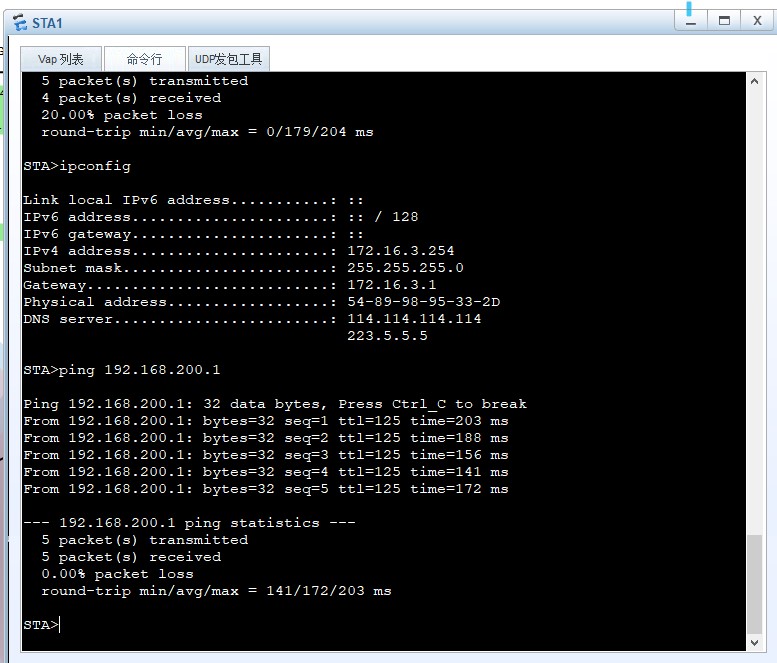 STA1
X
Vap 列表 命令行 UDP发包工具
5 packet(s) transmitted
4 packet(s) received
20.00% packet loss
round-trip min/avg/max = 0/179/204 ms
STA>ipconfig
Link local IPv6 address...........: ::
IPv6 address......................: :: / 128
IPv6 gateway......................: ::
IPv4 address......................: 172.16.3.254
Subnet mask.......................: 255.255.255.0
Gateway...........................: 172.16.3.1
Physical address..................: 54-89-98-95-33-2D
DNS server........................: 114.114.114.114
223.5.5.5
STA>ping 192.168.200.1
Ping 192.168.200.1: 32 data bytes, Press Ctrl_C to break
From 192.168.200.1: bytes=32 seq=1 ttl=125 time=203 ms
From 192.168.200.1: bytes=32 seq=2 ttl=125 time=188 ms
From 192.168.200.1: bytes=32 seq=3 ttl=125 time=156 ms
From 192.168.200.1: bytes=32 seq=4 ttl=125 time=141 ms
From 192.168.200.1: bytes=32 seq=5 ttl=125 time=172 ms
--- 192.168.200.1 ping statistics ---
5 packet(s) transmitted
5 packet(s) received
0.00% packet loss
round-trip min/avg/max = 141/172/203 ms
STA>